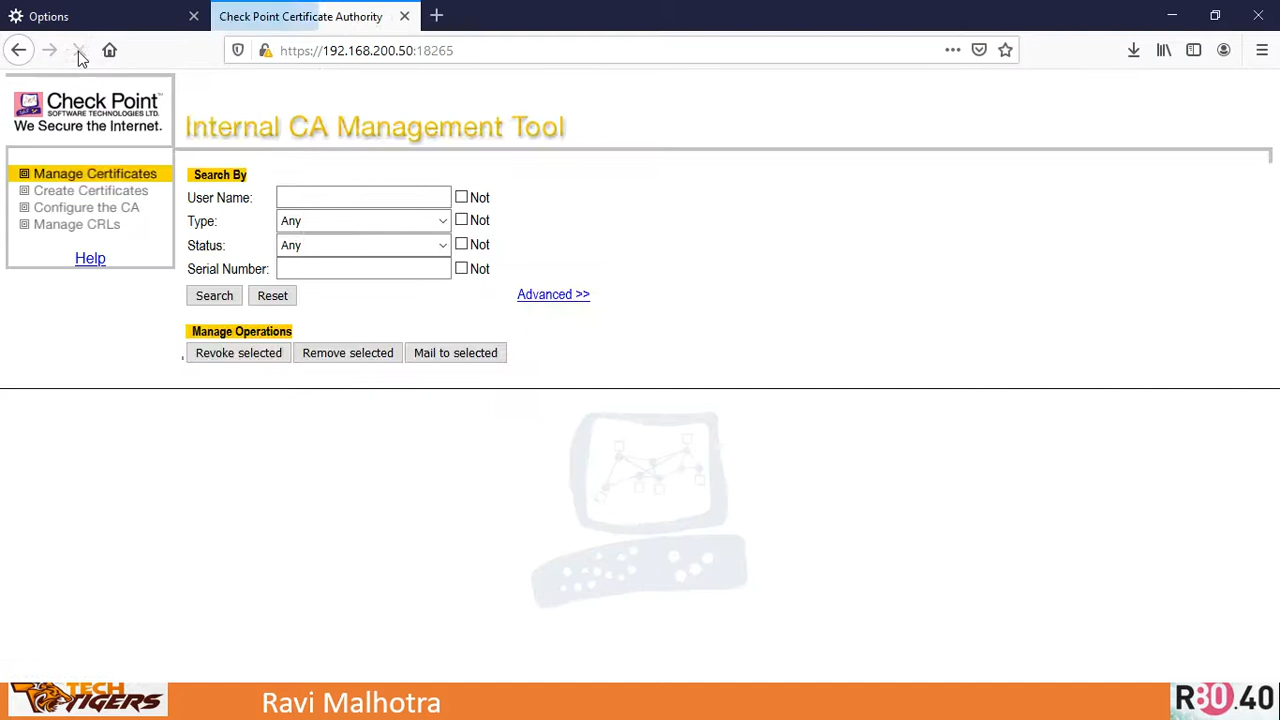 Options
Check Point Certificate Authority
https://192.168.200.50:18265
Check Point™
SOFTWARE TECHNOLOGIES LTD.
We Secure the Internet.
Internal CA Management Tool
Manage Certificates
Create Certificates
Configure the CA
Manage CRLs
Help
Search By
User Name: Not
Type: Any Not
Status: Any Not
Serial Number: Not
Search Reset Advanced >>
Manage Operations
Revoke selected Remove selected Mail to selected
TECH
TIGERS
Ravi Malhotra
R80.40